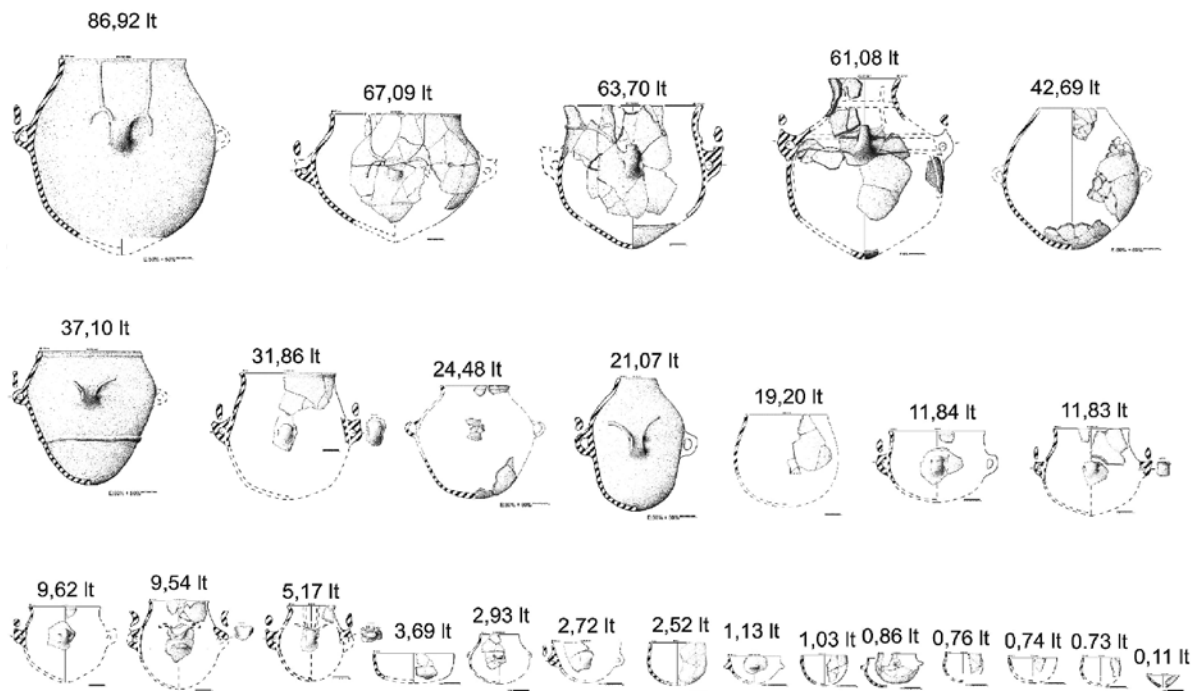 86,92 lt
67,09 lt
63,70 lt
61,08 lt
42,69 lt
37,10 lt
31,86 lt
24,48 lt
21,07 lt
19,20 lt
11,84 lt
11,83 lt
9,62 lt
9,54 lt
5,17 lt
3,69 lt
2,93 lt
2,72 lt
2,52 lt
1,13 lt
1,03 lt
0,86 lt
0,76 lt
0,74 lt
0.73 lt
0,11 lt